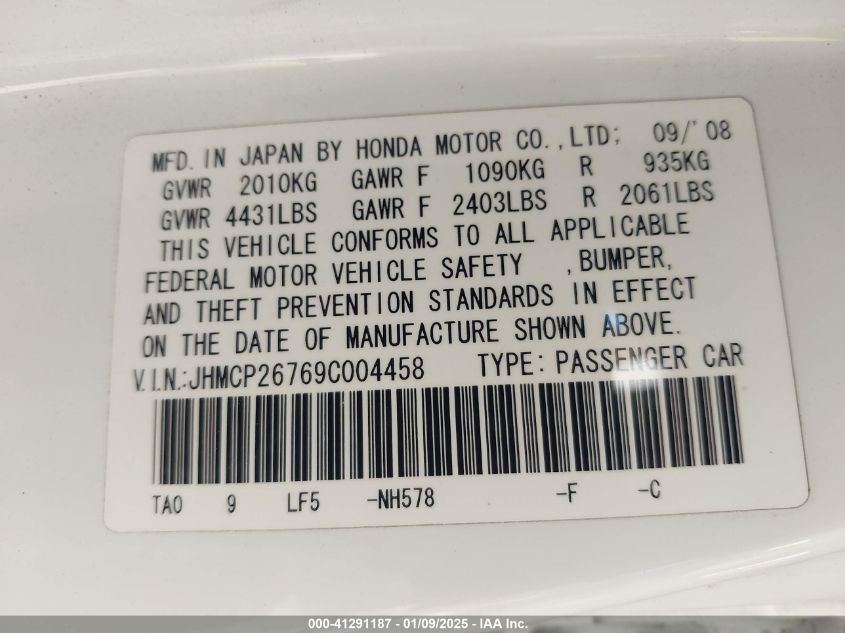 MFD. IN JAPAN BY HONDA MOTOR CO., LTD; 09/'08
GVWR 2010KG GAWR F 1090KG R 935KG
GVWR 4431LBS GAWR F 2403LBS R 2061LBS
THIS VEHICLE CONFORMS TO ALL APPLICABLE
FEDERAL MOTOR VEHICLE SAFETY , BUMPER,
AND THEFT PREVENTION STANDARDS IN EFFECT
ON THE DATE OF MANUFACTURE SHOWN ABOVE.
V.I.N.:JHMCP26769C004458 TYPE: PASSENGER CAR
TA0 9 LF5 -NH578 -F -C
000-41291187 - 01/09/2025 - IAA Inc.